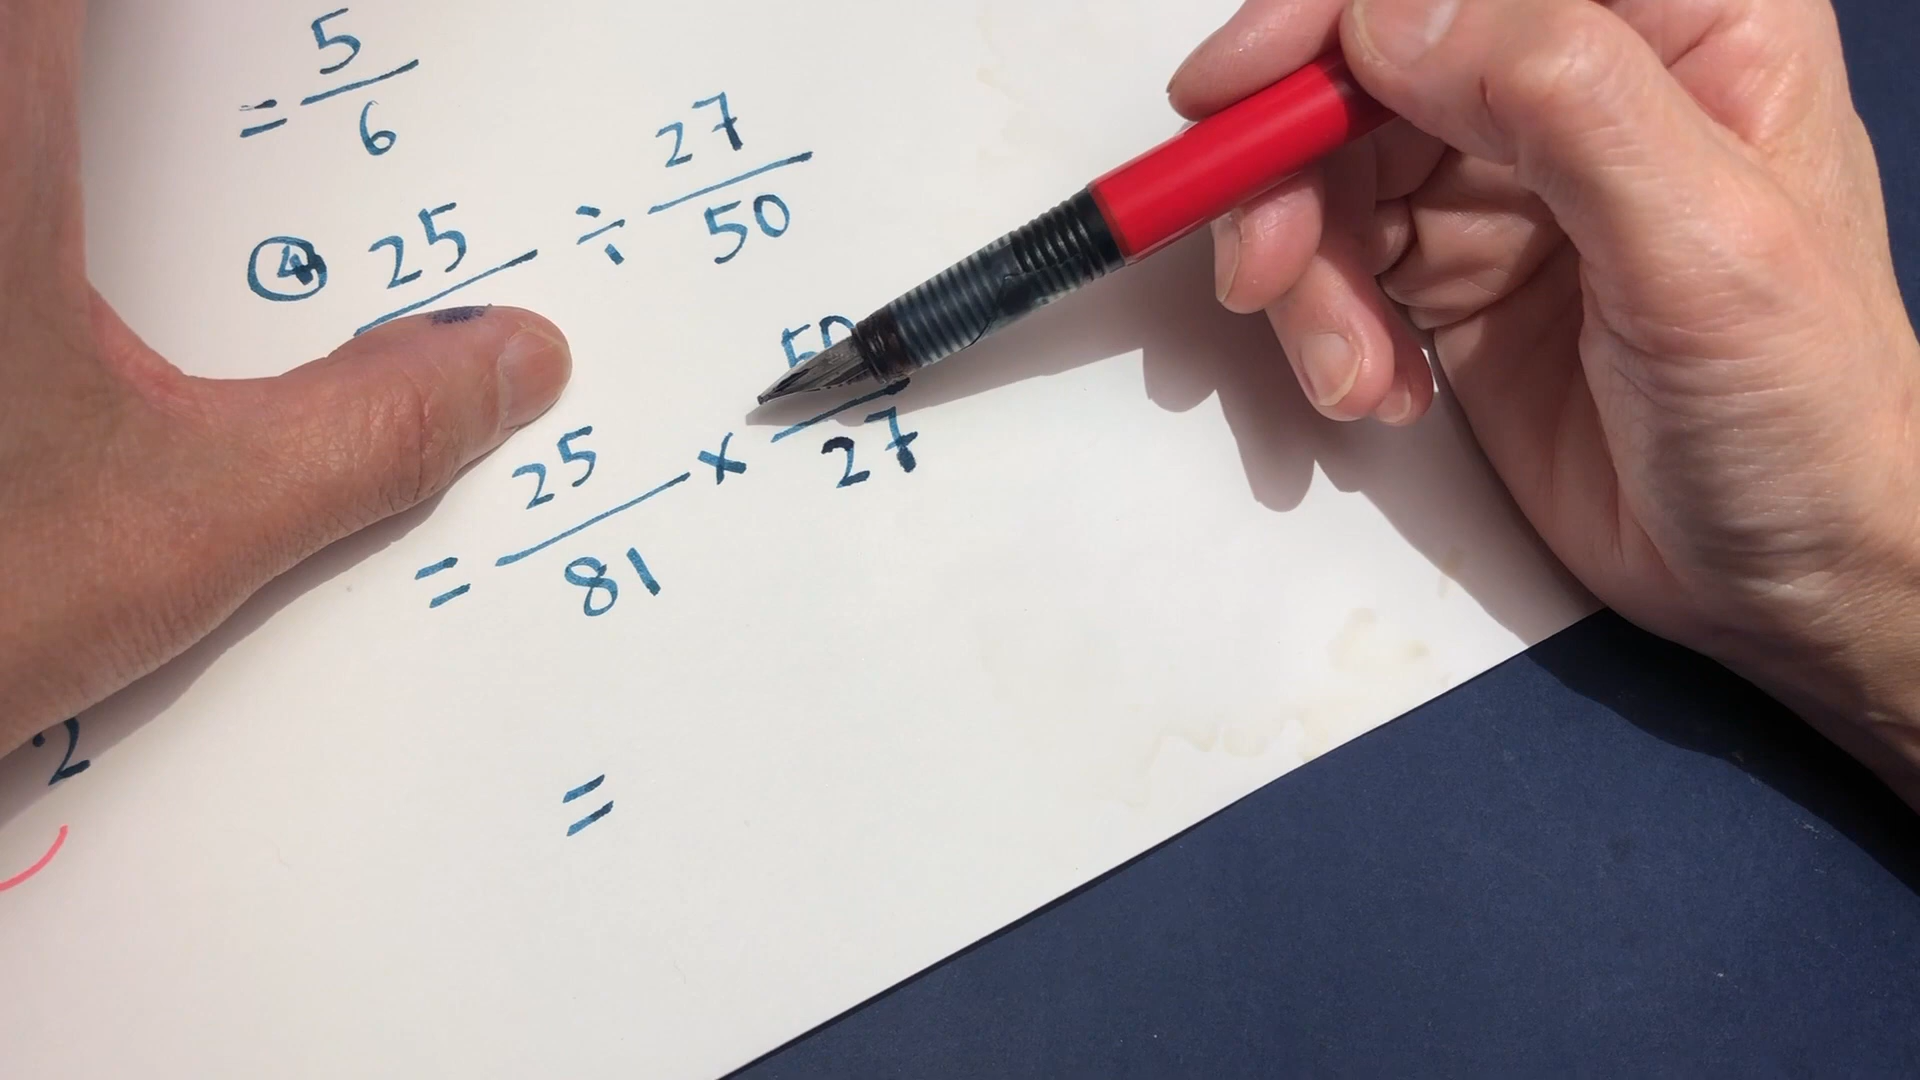 = 5/6
④ 25/ ÷ 27/50
= 25/81 × 50/27
2
=